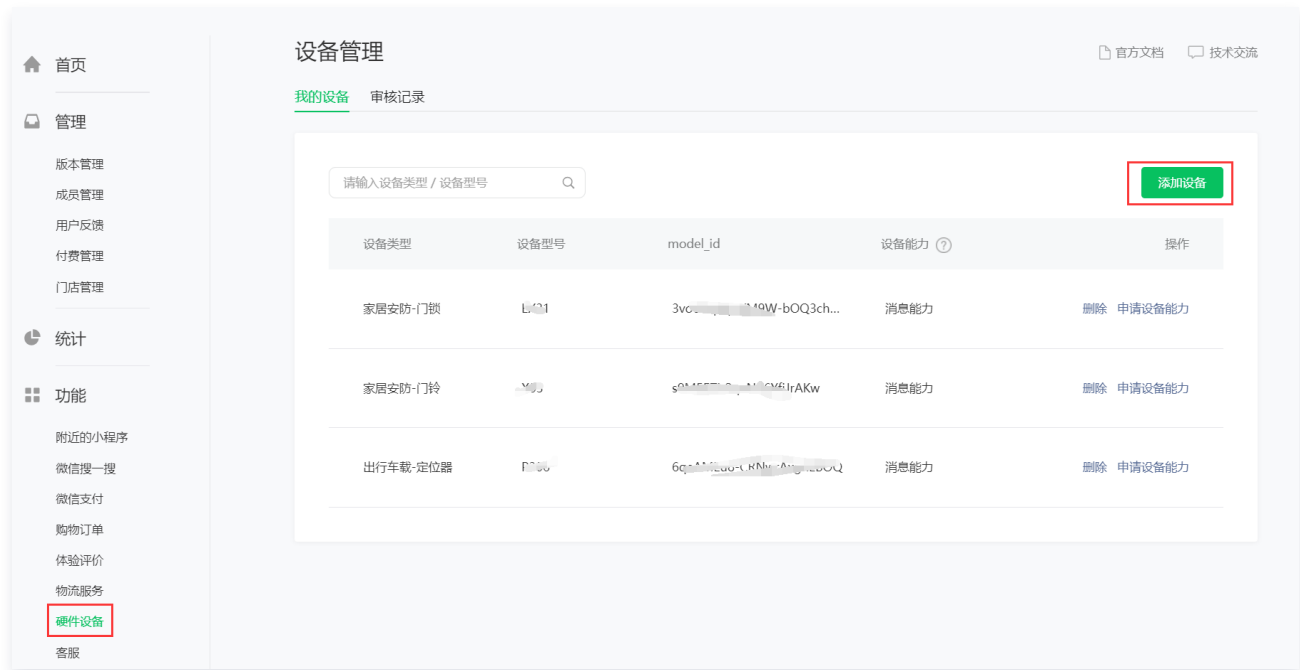 首页
管理
版本管理
成员管理
用户反馈
付费管理
门店管理
统计
功能
附近的小程序
微信搜一搜
微信支付
购物订单
体验评价
物流服务
硬件设备
客服
设备管理
官方文档 技术交流
我的设备 审核记录
请输入设备类型 / 设备型号
添加设备
设备类型 设备型号 model_id 设备能力 ? 操作
家居安防-门锁 消息能力 删除 申请设备能力
家居安防-门铃 消息能力 删除 申请设备能力
出行车载-定位器 消息能力 删除 申请设备能力